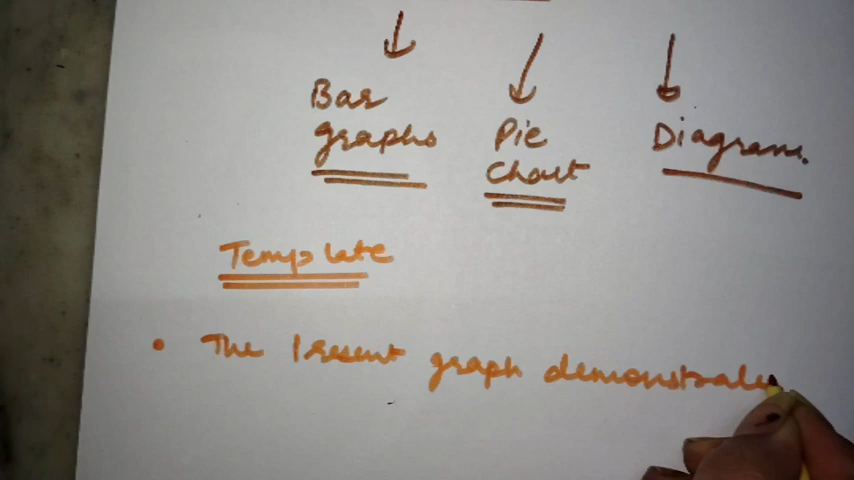 Bar
graphs
Pie
Chart
Diagrams.
Template
• The Present graph demonstrates